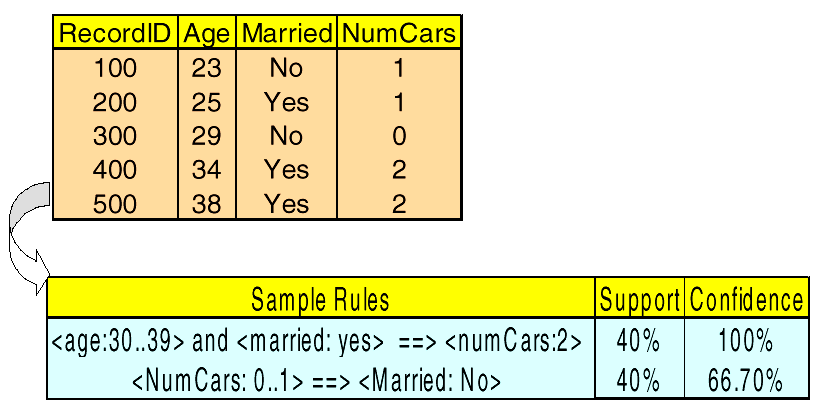 RecordID Age Married NumCars
100 23 No 1
200 25 Yes 1
300 29 No 0
400 34 Yes 2
500 38 Yes 2
Sample Rules Support Confidence
<age:30..39> and <married: yes> ==> <numCars:2> 40% 100%
<NumCars: 0..1> ==> <Married: No> 40% 66.70%